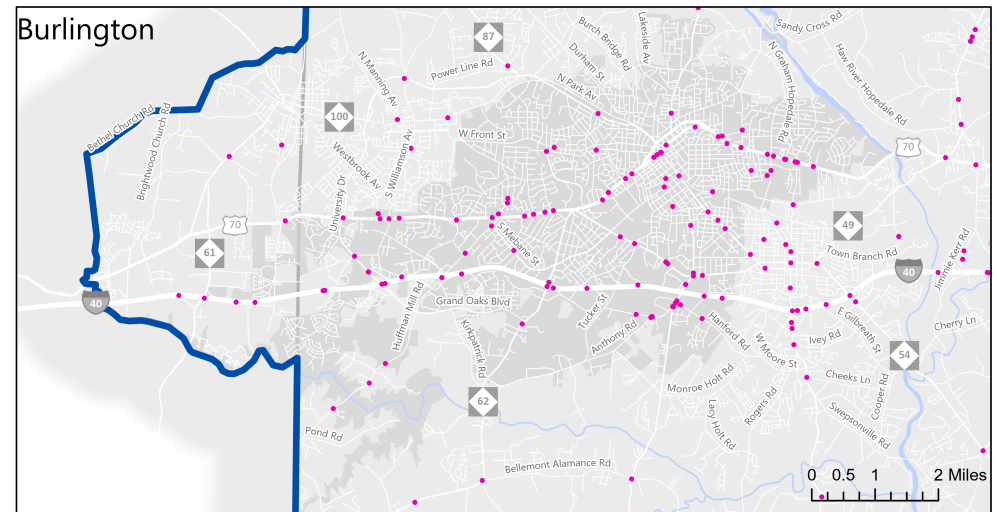 Burlington
87
Burch Bridge Rd
Lakeside Av
Sandy Cross Rd
N Manning Av
Power Line Rd
Durham St
N Park Av
N Graham Hopedale Rd
Haw River Hopedale Rd
100
Bethel Church Rd
Brightwood Church Rd
W Front St
Westbrook Av
S Williamson Av
University Dr
70
70
61
49
S Mebane St
Town Branch Rd
Jimmie Kerr Rd
40
40
Huffman Mill Rd
Grand Oaks Blvd
Kirkpatrick Rd
Tucker St
Anthony Rd
Hanford Rd
W Moore St
Ivey Rd
E Gilbreath St
Cherry Ln
54
62
Monroe Holt Rd
Cheeks Ln
Cooper Rd
Rogers Rd
Lacy Holt Rd
Swepsonville Rd
Pond Rd
Bellemont Alamance Rd
0 0.5 1 2 Miles